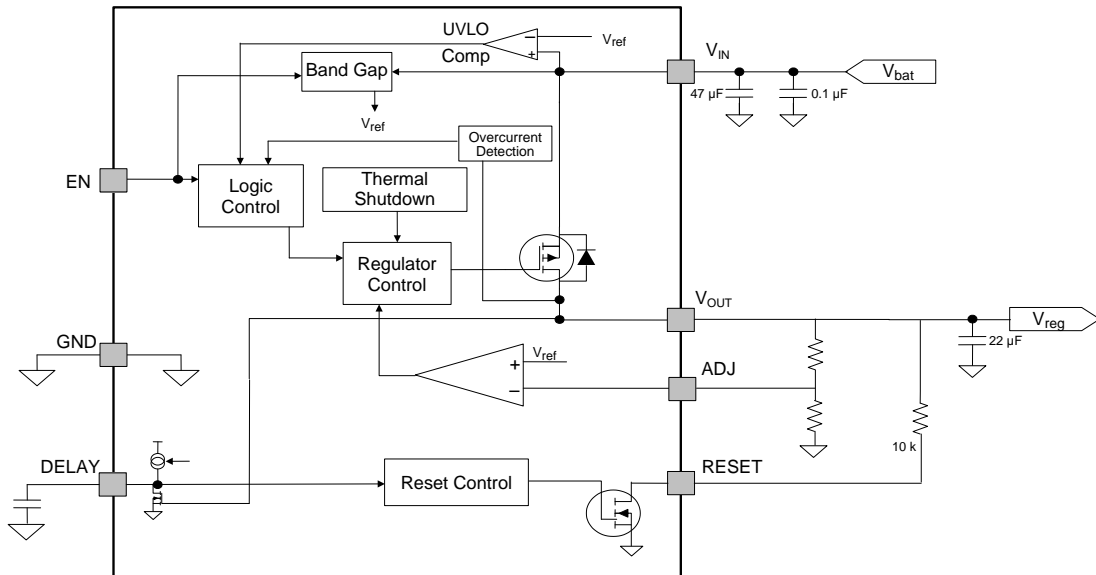 UVLO
Comp
V_ref
V_IN
Band Gap
47 µF
0.1 µF
V_bat
V_ref
Overcurrent
Detection
EN
Logic
Control
Thermal
Shutdown
Regulator
Control
V_OUT
V_reg
22 µF
GND
V_ref
+
−
ADJ
10 k
DELAY
Reset Control
RESET